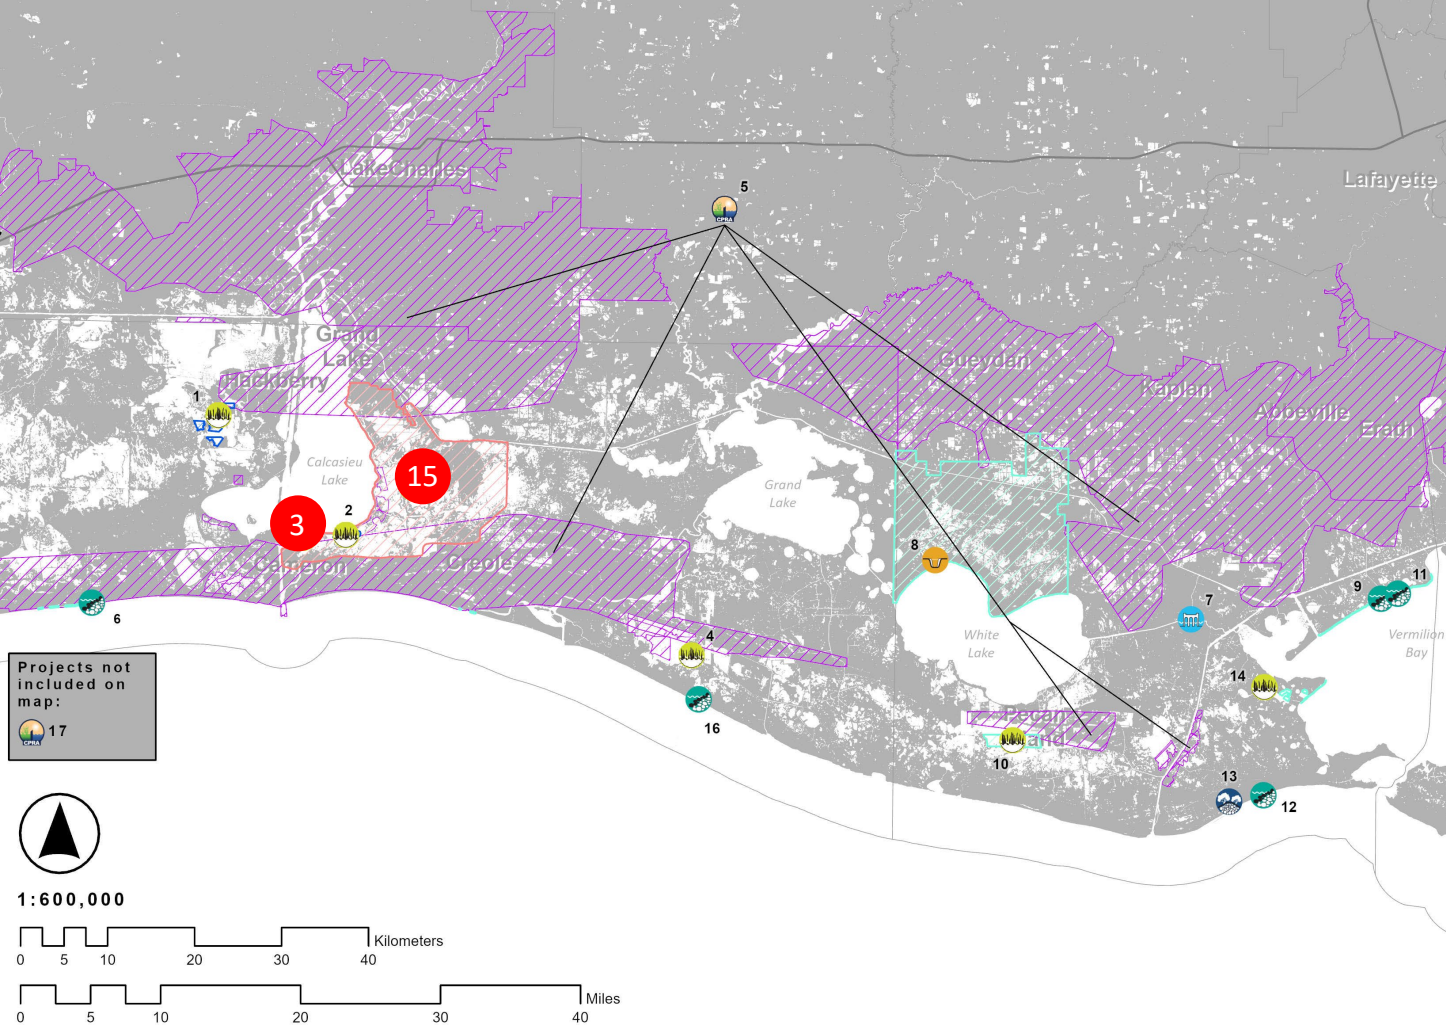 LakeCharles
5
CPRA
Lafayette
Grand
Lake
Gueydan
Hackberry
1
Kaplan
Abbeville
Erath
Calcasieu
Lake
15
Grand
Lake
3
2
8
Cameron
Creole
9
11
6
7
4
White
Lake
Vermilion
Bay
14
16
Pecan
Island
10
13
12
Projects not
included on
map:
CPRA
17
1:600,000
Kilometers
0 5 10 20 30 40
Miles
0 5 10 20 30 40